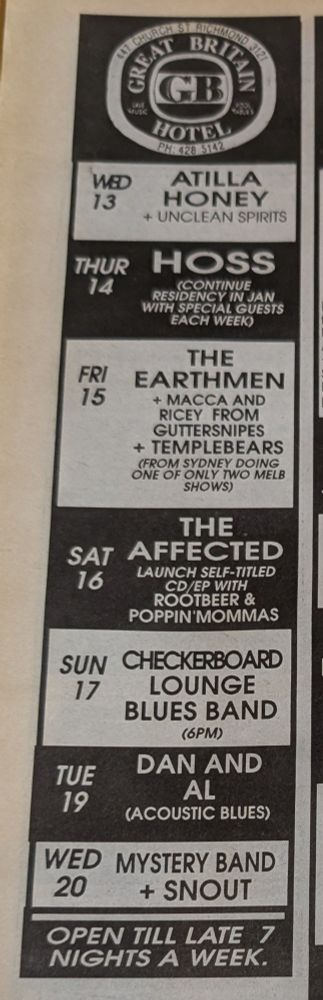 447 CHURCH ST. RICHMOND 3121
GREAT BRITAIN
LIVE MUSIC
GB
POOL TABLES
HOTEL
PH: 428 5142
WED 13
ATILLA
HONEY
+ UNCLEAN SPIRITS
THUR 14
HOSS
(CONTINUE
RESIDENCY IN JAN
WITH SPECIAL GUESTS
EACH WEEK)
FRI 15
THE
EARTHMEN
+ MACCA AND
RICEY FROM
GUTTERSNIPES
+ TEMPLEBEARS
(FROM SYDNEY DOING
ONE OF ONLY TWO MELB
SHOWS)
SAT 16
THE
AFFECTED
LAUNCH SELF-TITLED
CD/EP WITH
ROOTBEER &
POPPIN'MOMMAS
SUN 17
CHECKERBOARD
LOUNGE
BLUES BAND
(6PM)
TUE 19
DAN AND
AL
(ACOUSTIC BLUES)
WED 20
MYSTERY BAND
+ SNOUT
OPEN TILL LATE 7
NIGHTS A WEEK.